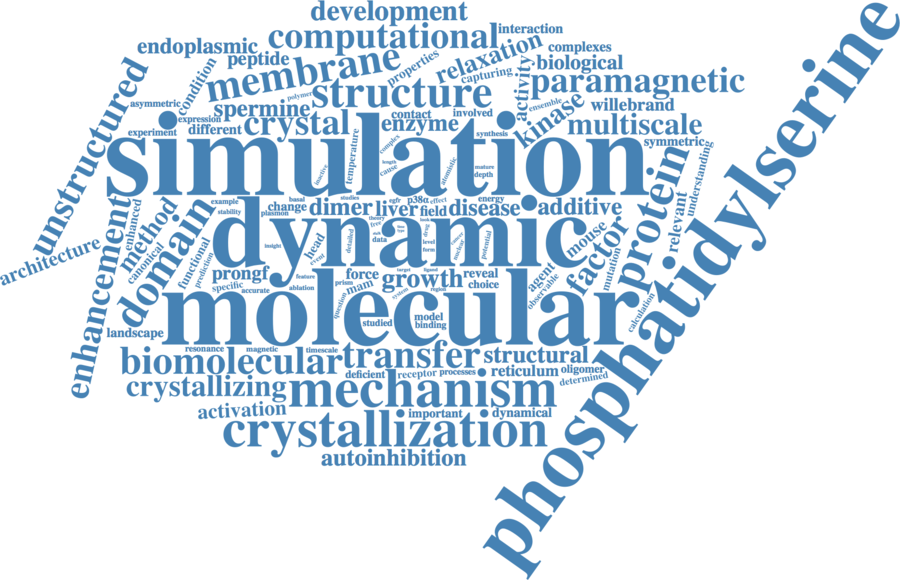 development
computational
interaction
endoplasmic
relaxation
complexes
peptide
properties
biological
membrane
capturing
activity
paramagnetic
condition
structure
polymer
ensemble
willebrand
unstructured
asymmetric
spermine
contact
involved
kinase
expression
crystal
enzyme
multiscale
experiment
different
synthesis
symmetric
simulation
temperature
complex
length
cause
inactive
atomistic
mature
depth
understanding
protein
phosphatidylserine
enhanced
method
example
basal
studies
egfr
p38α
effect
energy
stability
change
dimer
liver
field
disease
additive
plasmon
relevant
architecture
canonical
domain
functional
prediction
dynamic
insight
head
event
detailed
theory
free
data
drug
level
form
nuclear
potential
mouse
factor
mutation
enhancement
prongf
feature
force
target
ligand
growth
reveal
agent
observable
specific
accurate
ablation
prism
mam
system
region
choice
question
molecular
calculation
landscape
studied
model
binding
resonance
magnetic
timescale
biomolecular
transfer
structural
deficient
receptor
processes
reticulum
oligomer
determined
crystallizing
mechanism
activation
important
dynamical
crystallization
autoinhibition